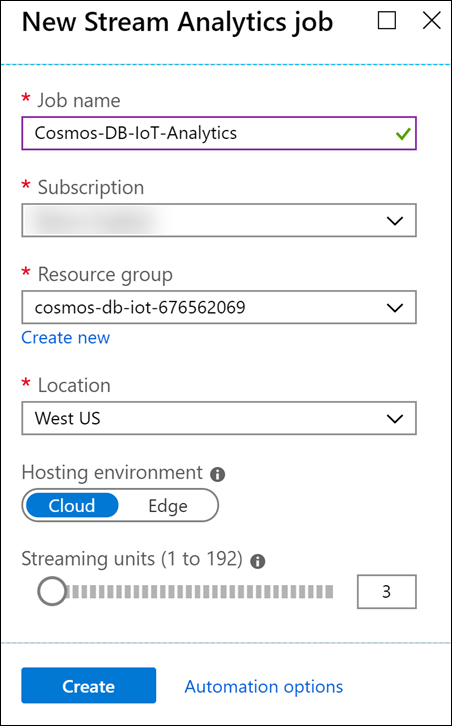 New Stream Analytics job
* Job name
Cosmos-DB-IoT-Analytics
* Subscription
* Resource group
cosmos-db-iot-676562069
Create new
* Location
West US
Hosting environment
Cloud Edge
Streaming units (1 to 192)
3
Create Automation options